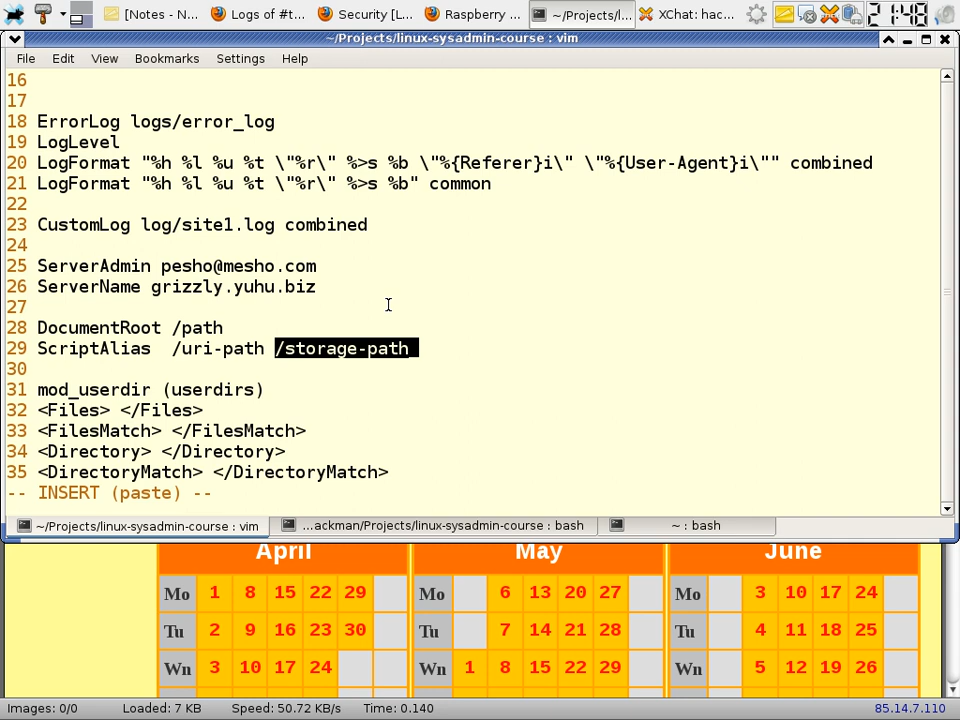 [Notes - N...
Logs of #t...
Security [L...
Raspberry ...
~/Projects/l...
XChat: hac...
21:48
~/Projects/linux-sysadmin-course : vim
File Edit View Bookmarks Settings Help
16
17
18 ErrorLog logs/error_log
19 LogLevel
20 LogFormat "%h %l %u %t \"%r\" %>s %b \"%{Referer}i\" \"%{User-Agent}i\"" combined
21 LogFormat "%h %l %u %t \"%r\" %>s %b" common
22
23 CustomLog log/site1.log combined
24
25 ServerAdmin pesho@mesho.com
26 ServerName grizzly.yuhu.biz
27
28 DocumentRoot /path
29 ScriptAlias  /uri-path /storage-path
30
31 mod_userdir (userdirs)
32 <Files> </Files>
33 <FilesMatch> </FilesMatch>
34 <Directory> </Directory>
35 <DirectoryMatch> </DirectoryMatch>
-- INSERT (paste) --
~/Projects/linux-sysadmin-course : vim
...ackman/Projects/linux-sysadmin-course : bash
~ : bash
April May June
Mo 1 8 15 22 29 Mo 6 13 20 27 Mo 3 10 17 24
Tu 2 9 16 23 30 Tu 7 14 21 28 Tu 4 11 18 25
Wn 3 10 17 24 Wn 1 8 15 22 29 Wn 5 12 19 26
Images: 0/0 Loaded: 7 KB Speed: 50.72 KB/s Time: 0.140 85.14.7.110